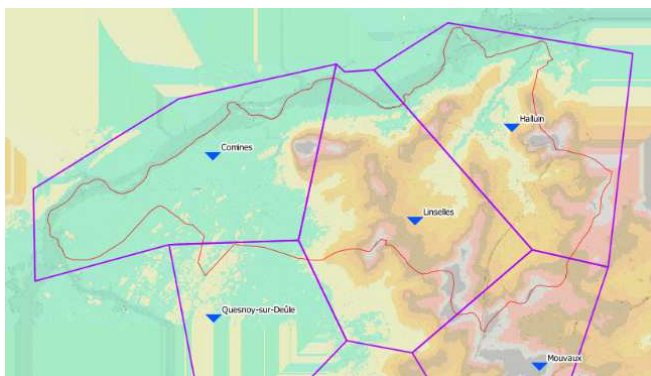 Halluin
Comines
Linselles
Quesnoy-sur-Deûle
Mouvaux